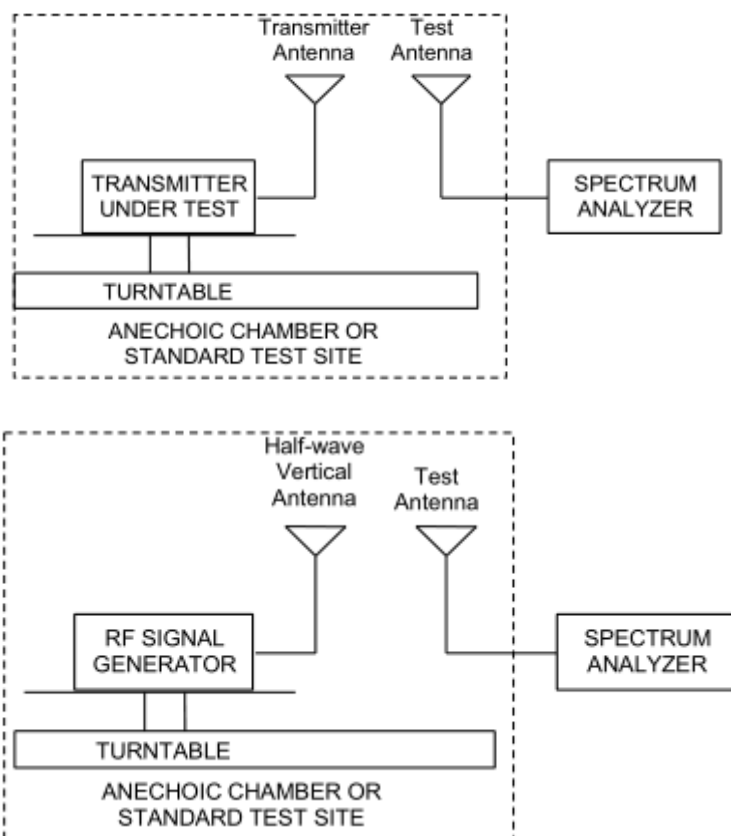 Transmitter
Antenna
Test
Antenna
TRANSMITTER
UNDER TEST
SPECTRUM
ANALYZER
TURNTABLE
ANECHOIC CHAMBER OR
STANDARD TEST SITE
Half-wave
Vertical
Antenna
Test
Antenna
RF SIGNAL
GENERATOR
SPECTRUM
ANALYZER
TURNTABLE
ANECHOIC CHAMBER OR
STANDARD TEST SITE